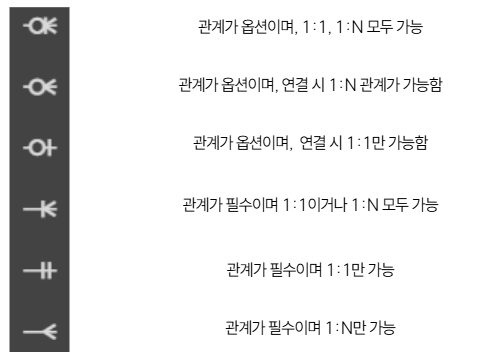 관계가 옵션이며, 1:1, 1:N 모두 가능
관계가 옵션이며, 연결 시 1:N 관계가 가능함
관계가 옵션이며, 연결 시 1:1만 가능함
관계가 필수이며 1:1이거나 1:N 모두 가능
관계가 필수이며 1:1만 가능
관계가 필수이며 1:N만 가능